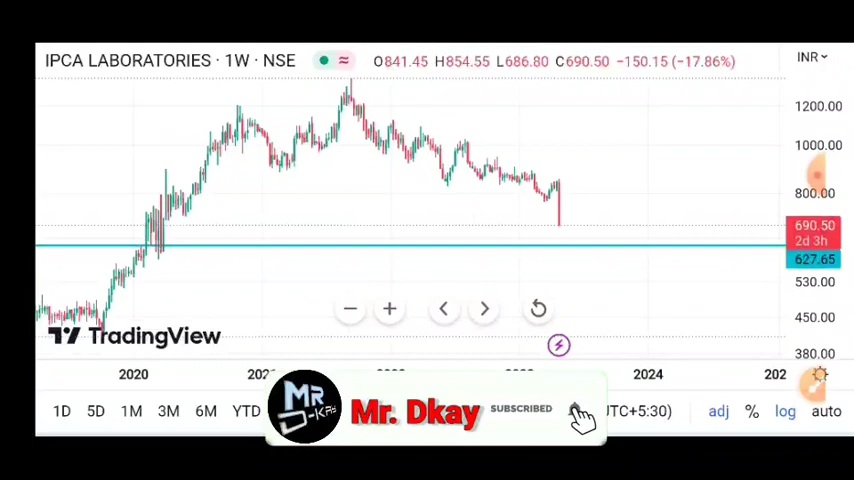 IPCA LABORATORIES · 1W · NSE
O841.45 H854.55 L686.80 C690.50 −150.15 (−17.86%)
INR
1200.00
1000.00
800.00
690.50
2d 3h
627.65
530.00
450.00
380.00
TradingView
2020
2024
1D 5D 1M 3M 6M YTD
UTC+5:30)
adj % log auto
MR
D-KAY
Mr. Dkay
SUBSCRIBED